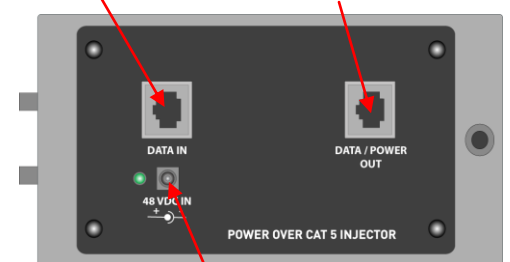 DATA IN
DATA / POWER
OUT
48 VDC IN
+ -
POWER OVER CAT 5 INJECTOR